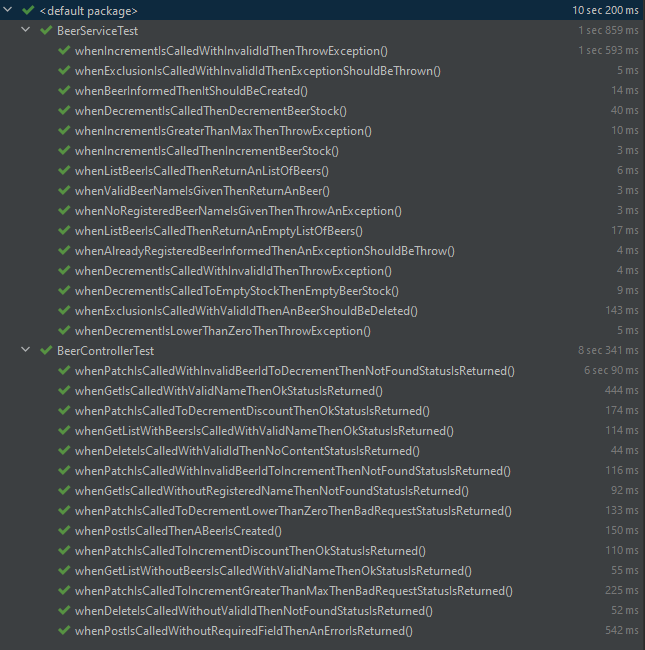 <default package> 10 sec 200 ms
BeerServiceTest 1 sec 859 ms
whenIncrementIsCalledWithInvalidIdThenThrowException() 1 sec 593 ms
whenExclusionIsCalledWithInvalidIdThenExceptionShouldBeThrown() 5 ms
whenBeerInformedThenItShouldBeCreated() 14 ms
whenDecrementIsCalledThenDecrementBeerStock() 40 ms
whenIncrementIsGreaterThanMaxThenThrowException() 10 ms
whenIncrementIsCalledThenIncrementBeerStock() 3 ms
whenListBeerIsCalledThenReturnAnListOfBeers() 6 ms
whenValidBeerNameIsGivenThenReturnAnBeer() 3 ms
whenNoRegisteredBeerNameIsGivenThenThrowAnException() 3 ms
whenListBeerIsCalledThenReturnAnEmptyListOfBeers() 17 ms
whenAlreadyRegisteredBeerInformedThenAnExceptionShouldBeThrow() 4 ms
whenDecrementIsCalledWithInvalidIdThenThrowException() 4 ms
whenDecrementIsCalledToEmptyStockThenEmptyBeerStock() 9 ms
whenExclusionIsCalledWithValidIdThenAnBeerShouldBeDeleted() 143 ms
whenDecrementIsLowerThanZeroThenThrowException() 5 ms
BeerControllerTest 8 sec 341 ms
whenPatchIsCalledWithInvalidBeerIdToDecrementThenNotFoundStatusIsReturned() 6 sec 90 ms
whenGetIsCalledWithValidNameThenOkStatusIsReturned() 444 ms
whenPatchIsCalledToDecrementDiscountThenOkStatusIsReturned() 174 ms
whenGetListWithBeersIsCalledWithValidNameThenOkStatusIsReturned() 114 ms
whenDeleteIsCalledWithValidIdThenNoContentStatusIsReturned() 44 ms
whenPatchIsCalledWithInvalidBeerIdToIncrementThenNotFoundStatusIsReturned() 116 ms
whenGetIsCalledWithoutRegisteredNameThenNotFoundStatusIsReturned() 92 ms
whenPatchIsCalledToDecrementLowerThanZeroThenBadRequestStatusIsReturned() 133 ms
whenPostIsCalledThenABeerIsCreated() 150 ms
whenPatchIsCalledToIncrementDiscountThenOkStatusIsReturned() 110 ms
whenGetListWithoutBeersIsCalledWithValidNameThenOkStatusIsReturned() 55 ms
whenPatchIsCalledToIncrementGreaterThanMaxThenBadRequestStatusIsReturned() 225 ms
whenDeleteIsCalledWithoutValidIdThenNotFoundStatusIsReturned() 52 ms
whenPostIsCalledWithoutRequiredFieldThenAnErrorIsReturned() 542 ms